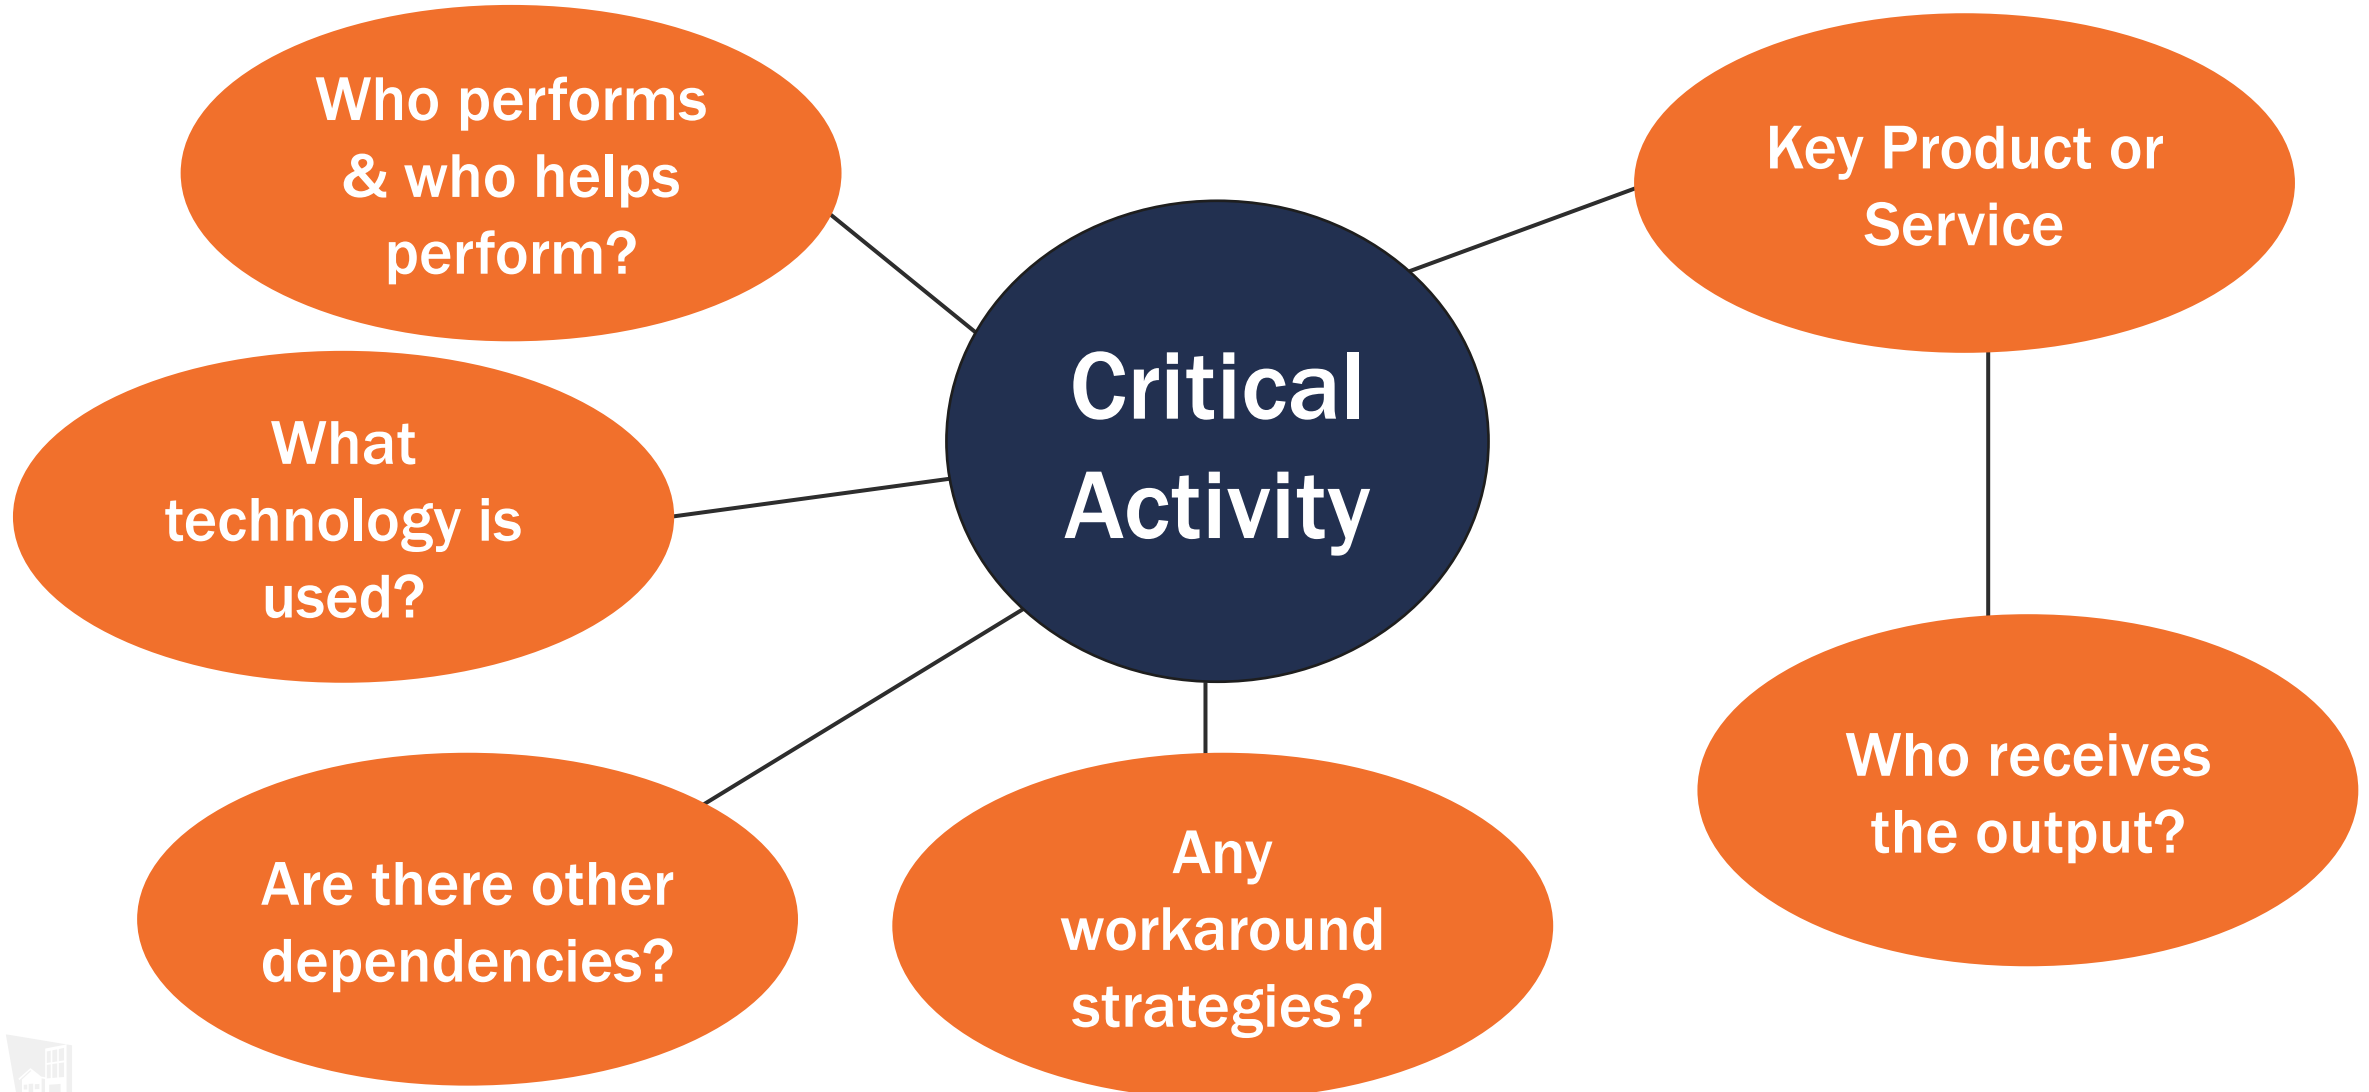 Who performs
& who helps
perform?
Key Product or
Service
Critical
Activity
What
technology is
used?
Who receives
the output?
Are there other
dependencies?
Any
workaround
strategies?